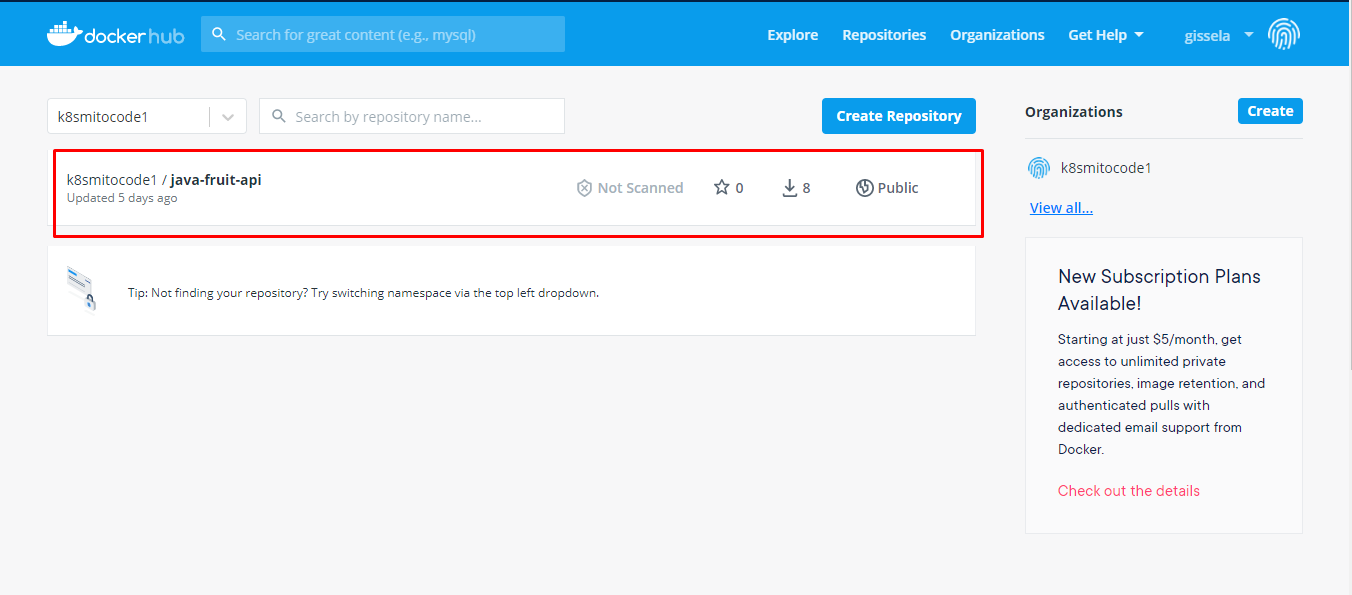 docker hub
Search for great content (e.g., mysql)
Explore
Repositories
Organizations
Get Help
gissela
k8smitocode1
Search by repository name...
Create Repository
k8smitocode1 / java-fruit-api
Updated 5 days ago
Not Scanned
0
8
Public
Tip: Not finding your repository? Try switching namespace via the top left dropdown.
Organizations
Create
k8smitocode1
View all...
New Subscription Plans
Available!
Starting at just $5/month, get
access to unlimited private
repositories, image retention, and
authenticated pulls with
dedicated email support from
Docker.
Check out the details